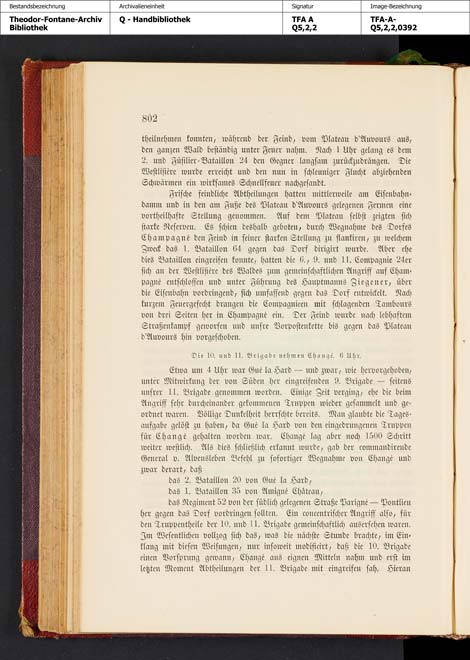 Bestandsbezeichnung
Archivalieneinheit
Signatur
Image-Bezeichnung
Theodor-Fontane-Archiv
Bibliothek
Q - Handbibliothek
TFA A
Q5,2,2
TFA-A-
Q5,2,2,0392
802
theilnehmen konnten, während der Feind, vom Plateau d'Auvours aus,
den ganzen Wald beständig unter Feuer nahm. Nach 1 Uhr gelang es dem
2. und Füsilier-Bataillon 24 den Gegner langsam zurückzudrängen. Die
Westlisière wurde erreicht und den nun in schleuniger Flucht abziehenden
Schwärmen ein wirksames Schnellfeuer nachgesandt.
Frische feindliche Abtheilungen hatten mittlerweile am Eisenbahn-
damm und in den am Fuße des Plateau d'Auvours gelegenen Fermen eine
vortheilhafte Stellung genommen. Auf dem Plateau selbst zeigten sich
starke Reserven. Es schien deshalb geboten, durch Wegnahme des Dorfes
Champagné den Feind in seiner starken Stellung zu flankiren, zu welchem
Zweck das 1. Bataillon 64 gegen das Dorf dirigirt wurde. Aber ehe
dies Bataillon eingreifen konnte, hatten die 6., 9. und 11. Compagnie 24er
sich an der Westlisière des Waldes zum gemeinschaftlichen Angriff auf Cham-
pagné entschlossen und unter Führung des Hauptmanns Ziegener, über
die Eisenbahn vordringend, sich umfassend gegen das Dorf entwickelt. Nach
kurzem Feuergefecht drangen die Compagnieen mit schlagenden Tambours
von drei Seiten her in Champagné ein. Der Feind wurde nach lebhaftem
Straßenkampf geworfen und unsre Vorpostenkette bis gegen das Plateau
d'Auvours hin vorgeschoben.
Die 10. und 11. Brigade nehmen Changé. 6 Uhr.
Etwa um 4 Uhr war Gué la Hard — und zwar, wie hervorgehoben,
unter Mitwirkung der von Süden her eingreifenden 9. Brigade — seitens
unsrer 11. Brigade genommen worden. Einige Zeit verging, ehe die beim
Angriff sehr durcheinander gekommenen Truppen wieder gesammelt und ge-
ordnet waren. Völlige Dunkelheit herrschte bereits. Man glaubte die Tages-
aufgabe gelöst zu haben, da Gué la Hard von den eingedrungenen Truppen
für Changé gehalten worden war. Changé lag aber noch 1500 Schritt
weiter westlich. Als dies schließlich erkannt wurde, gab der commandirende
General v. Alvensleben Befehl zu sofortiger Wegnahme von Changé und
zwar derart, daß
das 2. Bataillon 20 von Gué la Hard,
das 1. Bataillon 35 von Amigné Château,
das Regiment 52 von der südlich gelegenen Straße Parigné — Pontlieu
her gegen das Dorf vordringen sollten. Ein concentrischer Angriff also, für
den Truppentheile der 10. und 11. Brigade gemeinschaftlich ausersehen waren.
Im Wesentlichen vollzog sich das, was die nächste Stunde brachte, im Ein-
klang mit diesen Weisungen, nur insoweit modificirt, daß die 10. Brigade
einen Vorsprung gewann, Changé aus eignen Mitteln nahm und erst im
letzten Moment Abtheilungen der 11. Brigade mit eingreifen sah. Hieran